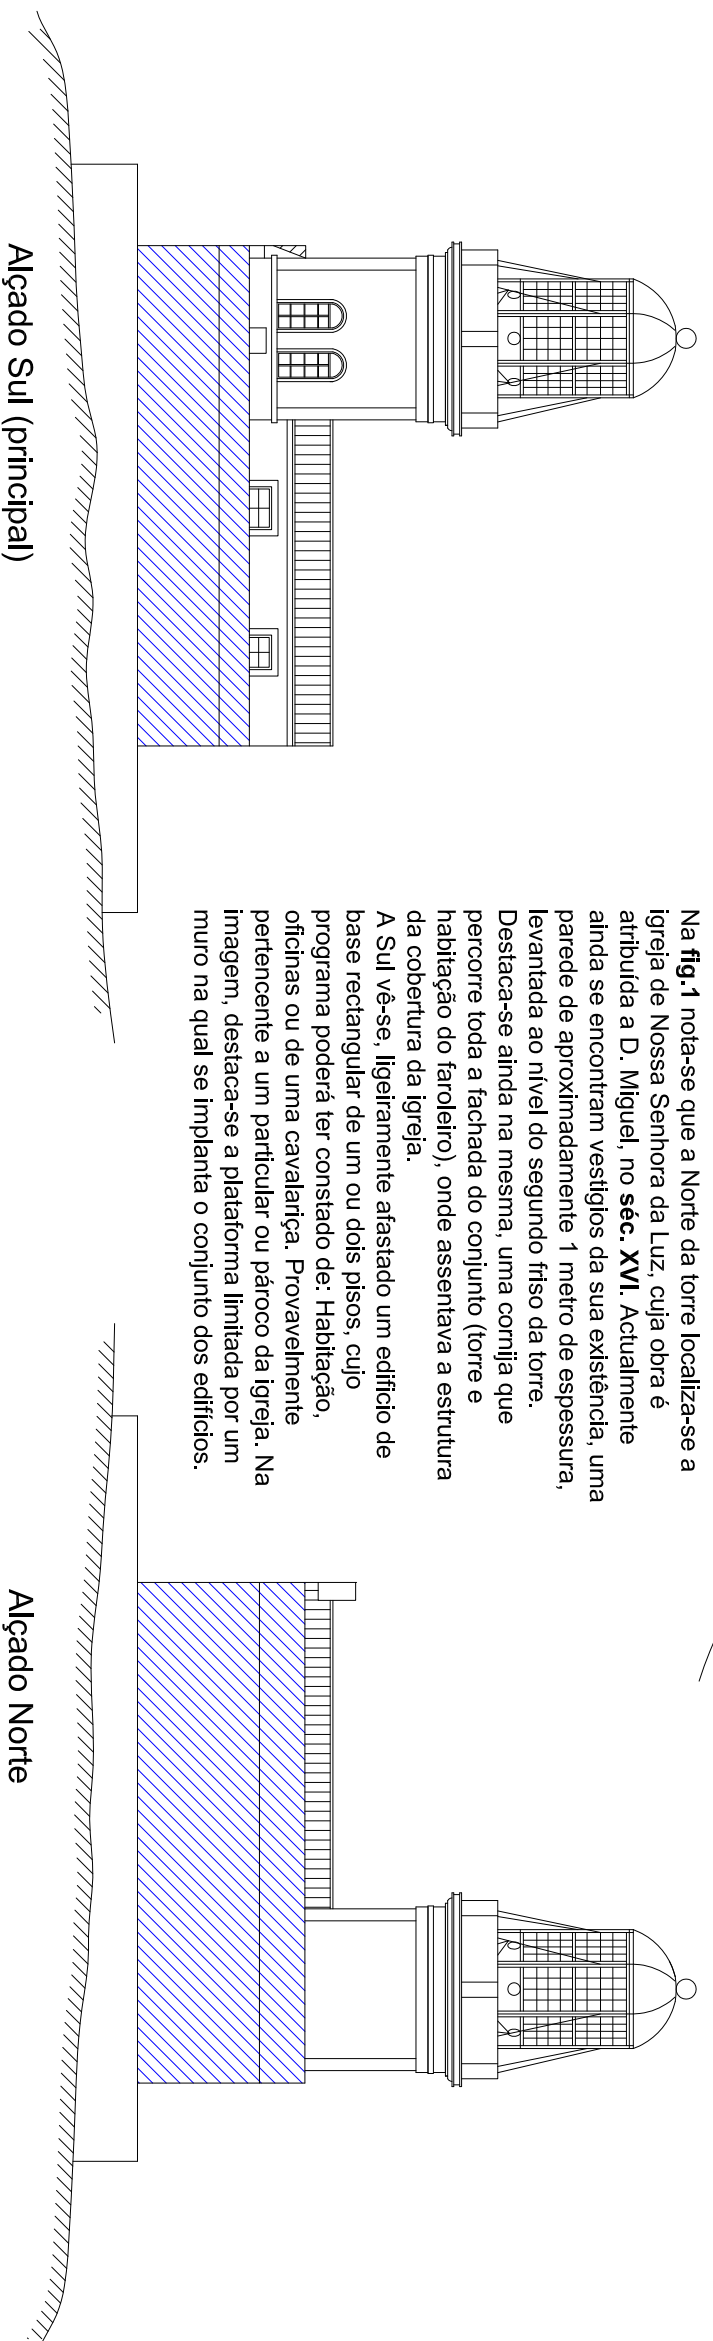 Na fig.1 nota-se que a Norte da torre localiza-se a
igreja de Nossa Senhora da Luz, cuja obra é
atribuída a D. Miguel, no séc. XVI. Actualmente
ainda se encontram vestigios da sua existência, uma
parede de aproximadamente 1 metro de espessura,
levantada ao nível do segundo friso da torre.
Destaca-se ainda na mesma, uma cornija que
percorre toda a fachada do conjunto (torre e
habitação do faroleiro), onde assentava a estrutura
da cobertura da igreja.
A Sul vê-se, ligeiramente afastado um edificio de
base rectangular de um ou dois pisos, cujo
programa poderá ter constado de: Habitação,
oficinas ou de uma cavalariça. Provavelmente
pertencente a um particular ou pároco da igreja. Na
imagem, destaca-se a plataforma limitada por um
muro na qual se implanta o conjunto dos edifícios.
Alçado Sul (principal)
Alçado Norte